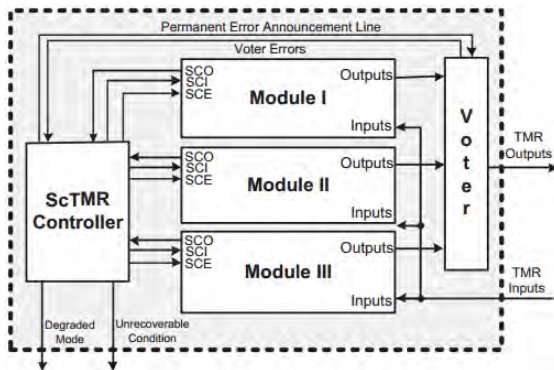 Permanent Error Announcement Line
Voter Errors
SCO
SCI
SCE
Module I
Outputs
Inputs
SCO
SCI
SCE
Module II
Outputs
Inputs
SCO
SCI
SCE
Module III
Outputs
Inputs
ScTMR
Controller
Voter
TMR
Outputs
TMR
Inputs
Degraded
Mode
Unrecoverable
Condition